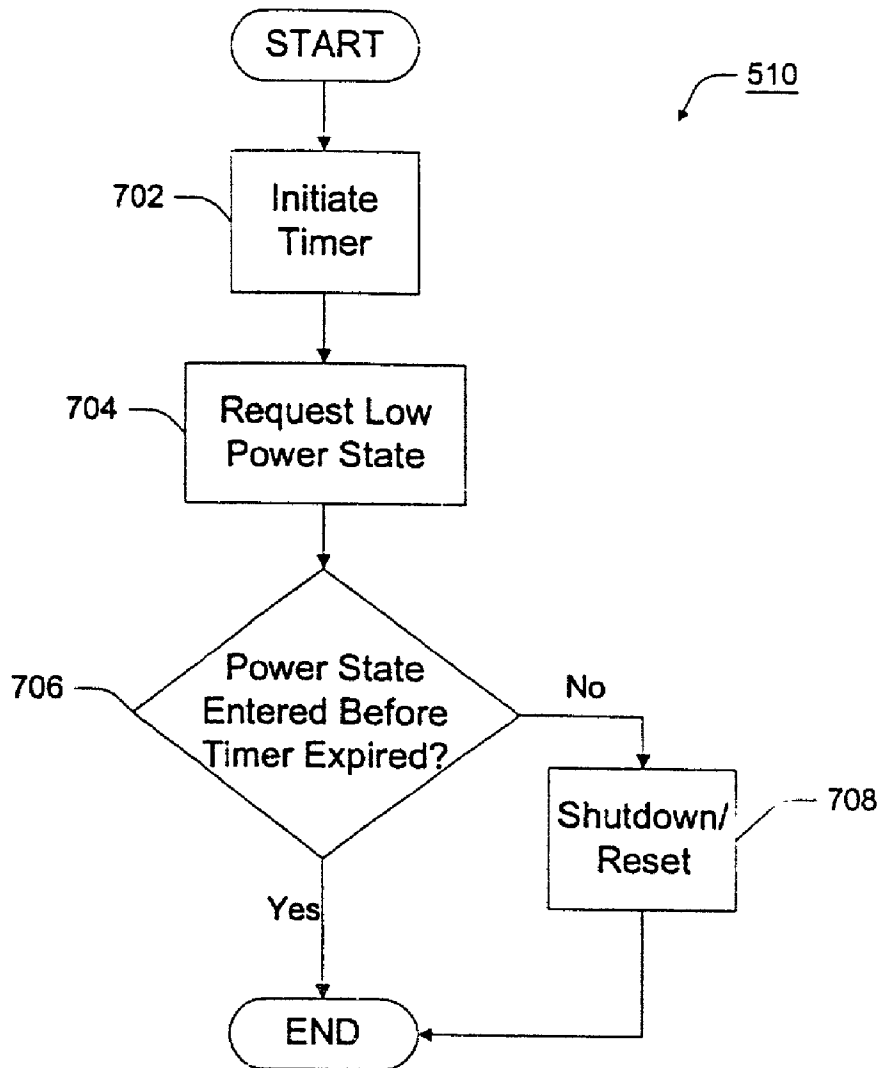 START
510
702
Initiate
Timer
704
Request Low
Power State
706
Power State
Entered Before
Timer Expired?
No
Shutdown/
Reset
708
Yes
END